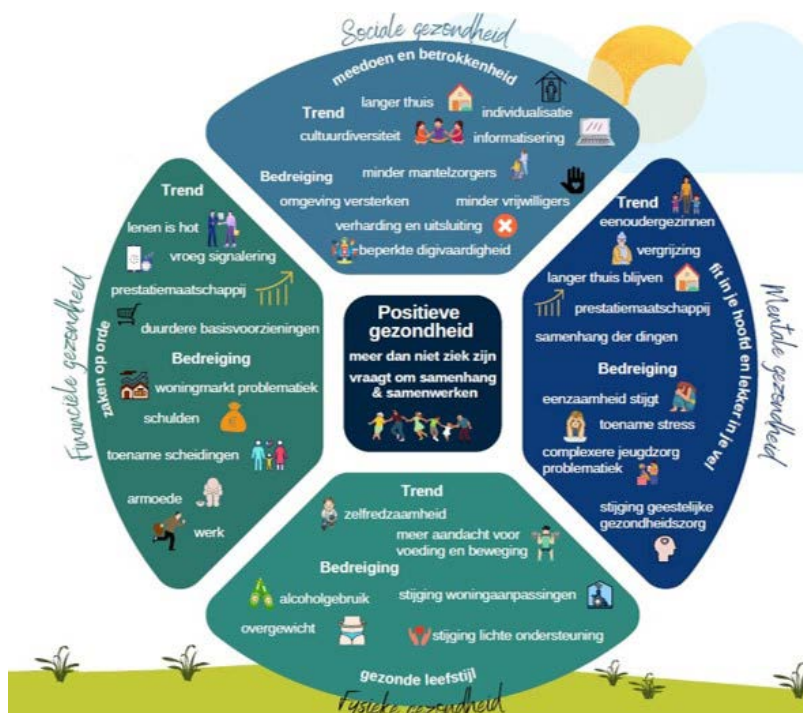 Sociale gezondheid
meedoen en betrokkenheid
Trend
langer thuis
individualisatie
cultuurdiversiteit
informatisering
Bedreiging
minder mantelzorgers
omgeving versterken
minder vrijwilligers
verharding en uitsluiting
beperkte digivaardigheid
Financiële gezondheid
zaken op orde
Trend
lenen is hot
vroeg signalering
prestatiemaatschappij
duurdere basisvoorzieningen
Bedreiging
woningmarkt problematiek
schulden
toename scheidingen
armoede
werk
Positieve
gezondheid
meer dan niet ziek zijn
vraagt om samenhang
& samenwerken
Trend
eenoudergezinnen
vergrijzing
langer thuis blijven
prestatiemaatschappij
samenhang der dingen
Bedreiging
eenzaamheid stijgt
toename stress
complexere jeugdzorg
problematiek
stijging geestelijke
gezondheidszorg
fit in je hoofd en lekker in je vel
Mentale gezondheid
Trend
zelfredzaamheid
meer aandacht voor
voeding en beweging
Bedreiging
alcoholgebruik
stijging woningaanpassingen
overgewicht
stijging lichte ondersteuning
gezonde leefstijl
Fysieke gezondheid